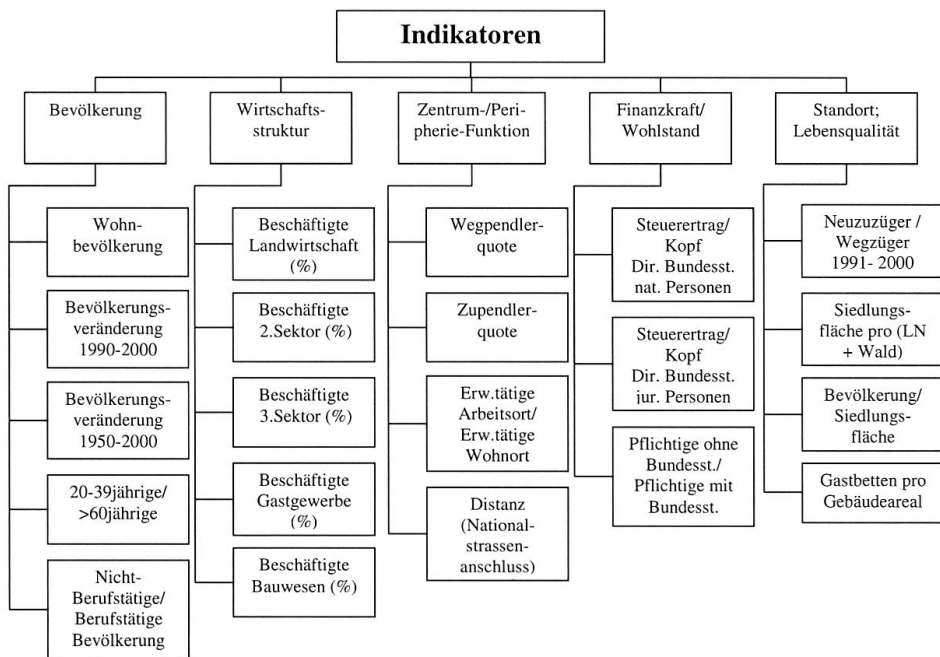 Indikatoren
Bevölkerung
Wirtschafts-
struktur
Zentrum-/Peri-
pherie-Funktion
Finanzkraft/
Wohlstand
Standort;
Lebensqualität
Wohn-
bevölkerung
Bevölkerungs-
veränderung
1990-2000
Bevölkerungs-
veränderung
1950-2000
20-39jährige/
>60jährige
Nicht-
Berufstätige/
Berufstätige
Bevölkerung
Beschäftigte
Landwirtschaft
(%)
Beschäftigte
2.Sektor (%)
Beschäftigte
3.Sektor (%)
Beschäftigte
Gastgewerbe
(%)
Beschäftigte
Bauwesen (%)
Wegpendler-
quote
Zupendler-
quote
Erw.tätige
Arbeitsort/
Erw.tätige
Wohnort
Distanz
(National-
strassen-
anschluss)
Steuerertrag/
Kopf
Dir. Bundesst.
nat. Personen
Steuerertrag/
Kopf
Dir. Bundesst.
jur. Personen
Pflichtige ohne
Bundesst./
Pflichtige mit
Bundesst.
Neuzuzüger /
Wegzüger
1991- 2000
Siedlungs-
fläche pro (LN
+ Wald)
Bevölkerung/
Siedlungs-
fläche
Gastbetten pro
Gebäudeareal